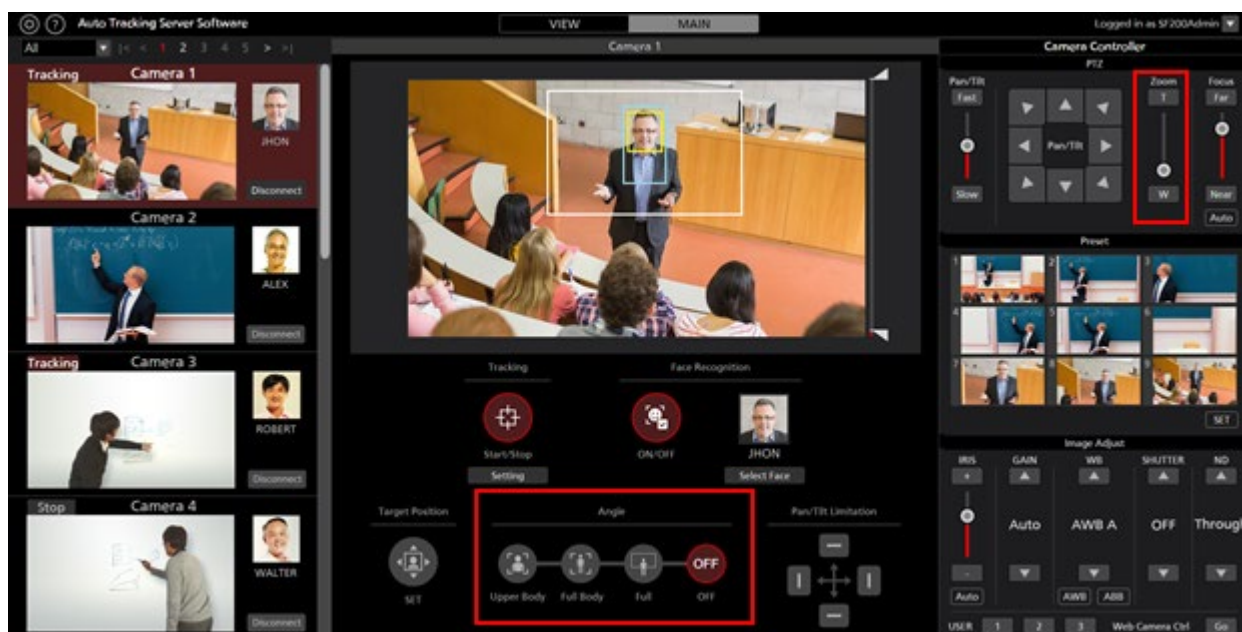 Auto Tracking Server Software
VIEW
MAIN
Logged in as SF200Admin
All
|< < 1 2 3 4 5 > >|
Camera 1
Camera Controller
PTZ
Tracking
Camera 1
JHON
Disconnect
Camera 2
ALEX
Disconnect
Tracking
Camera 3
ROBERT
Disconnect
Stop
Camera 4
WALTER
Disconnect
Tracking
Face Recognition
Start/Stop
ON/OFF
JHON
Setting
Select Face
Target Position
Angle
Pan/Tilt Limitation
OFF
SET
Upper Body
Full Body
Full
OFF
Pan/Tilt
Zoom
Focus
Fast
T
Far
Pan/Tilt
Slow
W
Near
Auto
Preset
1 2 3
4 5 6
7 8 9
SET
Image Adjust
IRIS
GAIN
WB
SHUTTER
ND
+
Auto
AWB A
OFF
Through
-
Auto
AWB
ABB
USER 1 2 3 Web Camera Ctrl Go